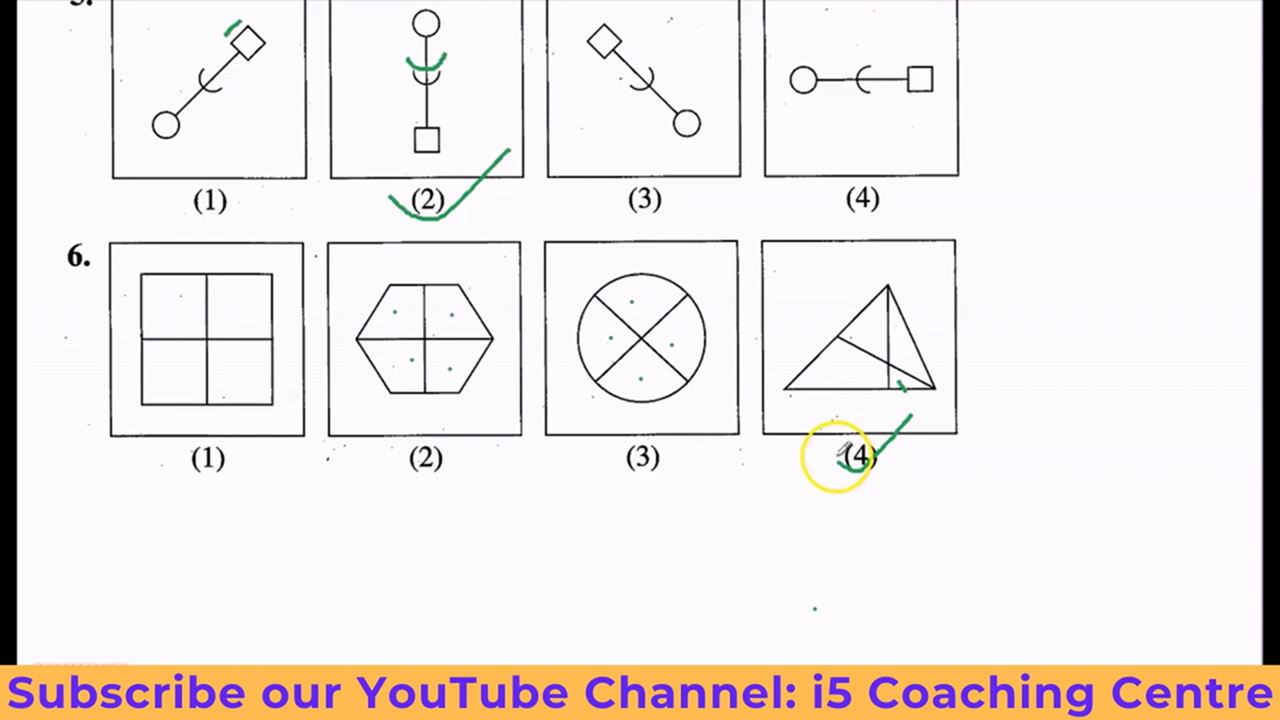 (1) (2) (3) (4)
6.
(1) (2) (3) (4)
Subscribe our YouTube Channel: i5 Coaching Centre